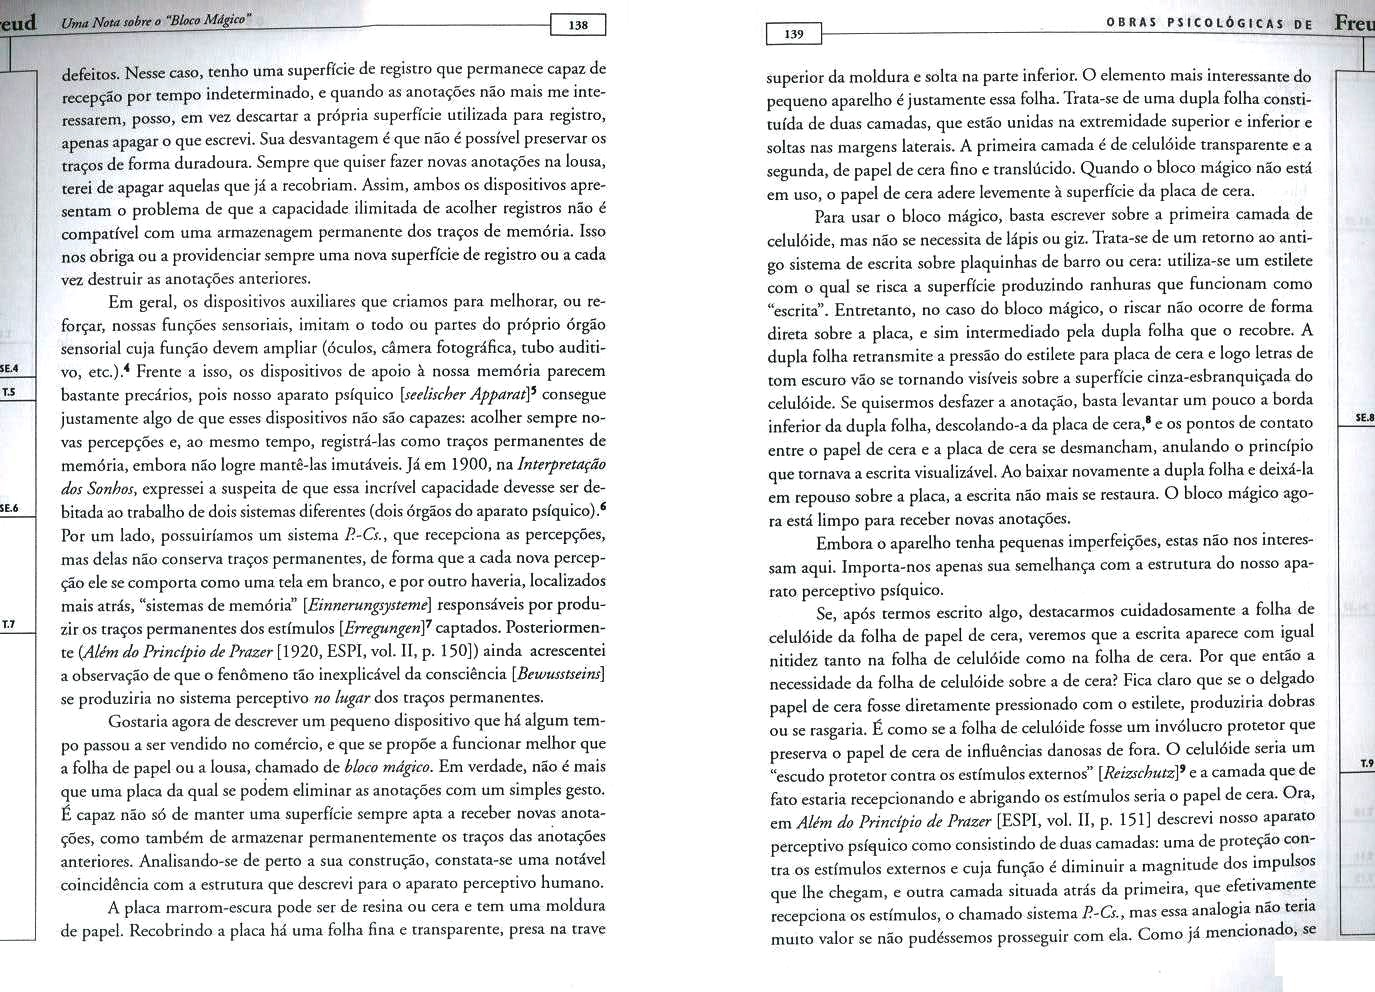 reud
Uma Nota sobre o “Bloco Mágico”
138
defeitos. Nesse caso, tenho uma superfície de registro que permanece capaz de
recepção por tempo indeterminado, e quando as anotações não mais me inte-
ressarem, posso, em vez descartar a própria superfície utilizada para registro,
apenas apagar o que escrevi. Sua desvantagem é que não é possível preservar os
traços de forma duradoura. Sempre que quiser fazer novas anotações na lousa,
terei de apagar aquelas que já a recobriam. Assim, ambos os dispositivos apre-
sentam o problema de que a capacidade ilimitada de acolher registros não é
compatível com uma armazenagem permanente dos traços de memória. Isso
nos obriga ou a providenciar sempre uma nova superfície de registro ou a cada
vez destruir as anotações anteriores.
Em geral, os dispositivos auxiliares que criamos para melhorar, ou re-
forçar, nossas funções sensoriais, imitam o todo ou partes do próprio órgão
sensorial cuja função devem ampliar (óculos, câmera fotográfica, tubo auditi-
vo, etc.).⁴ Frente a isso, os dispositivos de apoio à nossa memória parecem
bastante precários, pois nosso aparato psíquico [seelischer Apparat]⁵ consegue
justamente algo de que esses dispositivos não são capazes: acolher sempre no-
vas percepções e, ao mesmo tempo, registrá-las como traços permanentes de
memória, embora não logre mantê-las imutáveis. Já em 1900, na Interpretação
dos Sonhos, expressei a suspeita de que essa incrível capacidade devesse ser de-
bitada ao trabalho de dois sistemas diferentes (dois órgãos do aparato psíquico).⁶
Por um lado, possuiríamos um sistema P.-Cs., que recepciona as percepções,
mas delas não conserva traços permanentes, de forma que a cada nova percep-
ção ele se comporta como uma tela em branco, e por outro haveria, localizados
mais atrás, “sistemas de memória” [Einnerungsysteme] responsáveis por produ-
zir os traços permanentes dos estímulos [Erregungen]⁷ captados. Posteriormen-
te (Além do Princípio de Prazer [1920, ESPI, vol. II, p. 150]) ainda acrescentei
a observação de que o fenômeno tão inexplicável da consciência [Bewusstseins]
se produziria no sistema perceptivo no lugar dos traços permanentes.
Gostaria agora de descrever um pequeno dispositivo que há algum tem-
po passou a ser vendido no comércio, e que se propõe a funcionar melhor que
a folha de papel ou a lousa, chamado de bloco mágico. Em verdade, não é mais
que uma placa da qual se podem eliminar as anotações com um simples gesto.
É capaz não só de manter uma superfície sempre apta a receber novas anota-
ções, como também de armazenar permanentemente os traços das anotações
anteriores. Analisando-se de perto a sua construção, constata-se uma notável
coincidência com a estrutura que descrevi para o aparato perceptivo humano.
A placa marrom-escura pode ser de resina ou cera e tem uma moldura
de papel. Recobrindo a placa há uma folha fina e transparente, presa na trave
SE.4
T.5
SE.6
T.7
139
OBRAS PSICOLÓGICAS DE
Freu
superior da moldura e solta na parte inferior. O elemento mais interessante do
pequeno aparelho é justamente essa folha. Trata-se de uma dupla folha consti-
tuída de duas camadas, que estão unidas na extremidade superior e inferior e
soltas nas margens laterais. A primeira camada é de celulóide transparente e a
segunda, de papel de cera fino e translúcido. Quando o bloco mágico não está
em uso, o papel de cera adere levemente à superfície da placa de cera.
Para usar o bloco mágico, basta escrever sobre a primeira camada de
celulóide, mas não se necessita de lápis ou giz. Trata-se de um retorno ao anti-
go sistema de escrita sobre plaquinhas de barro ou cera: utiliza-se um estilete
com o qual se risca a superfície produzindo ranhuras que funcionam como
“escrita”. Entretanto, no caso do bloco mágico, o riscar não ocorre de forma
direta sobre a placa, e sim intermediado pela dupla folha que o recobre. A
dupla folha retransmite a pressão do estilete para placa de cera e logo letras de
tom escuro vão se tornando visíveis sobre a superfície cinza-esbranquiçada do
celulóide. Se quisermos desfazer a anotação, basta levantar um pouco a borda
inferior da dupla folha, descolando-a da placa de cera,⁸ e os pontos de contato
entre o papel de cera e a placa de cera se desmancham, anulando o princípio
que tornava a escrita visualizável. Ao baixar novamente a dupla folha e deixá-la
em repouso sobre a placa, a escrita não mais se restaura. O bloco mágico ago-
ra está limpo para receber novas anotações.
Embora o aparelho tenha pequenas imperfeições, estas não nos interes-
sam aqui. Importa-nos apenas sua semelhança com a estrutura do nosso apa-
rato perceptivo psíquico.
Se, após termos escrito algo, destacarmos cuidadosamente a folha de
celulóide da folha de papel de cera, veremos que a escrita aparece com igual
nitidez tanto na folha de celulóide como na folha de cera. Por que então a
necessidade da folha de celulóide sobre a de cera? Fica claro que se o delgado
papel de cera fosse diretamente pressionado com o estilete, produziria dobras
ou se rasgaria. É como se a folha de celulóide fosse um invólucro protetor que
preserva o papel de cera de influências danosas de fora. O celulóide seria um
“escudo protetor contra os estímulos externos” [Reizschutz]⁹ e a camada que de
fato estaria recepcionando e abrigando os estímulos seria o papel de cera. Ora,
em Além do Princípio de Prazer [ESPI, vol. II, p. 151] descrevi nosso aparato
perceptivo psíquico como consistindo de duas camadas: uma de proteção con-
tra os estímulos externos e cuja função é diminuir a magnitude dos impulsos
que lhe chegam, e outra camada situada atrás da primeira, que efetivamente
recepciona os estímulos, o chamado sistema P.-Cs., mas essa analogia não teria
muito valor se não pudéssemos prosseguir com ela. Como já mencionado, se
SE.8
T.9